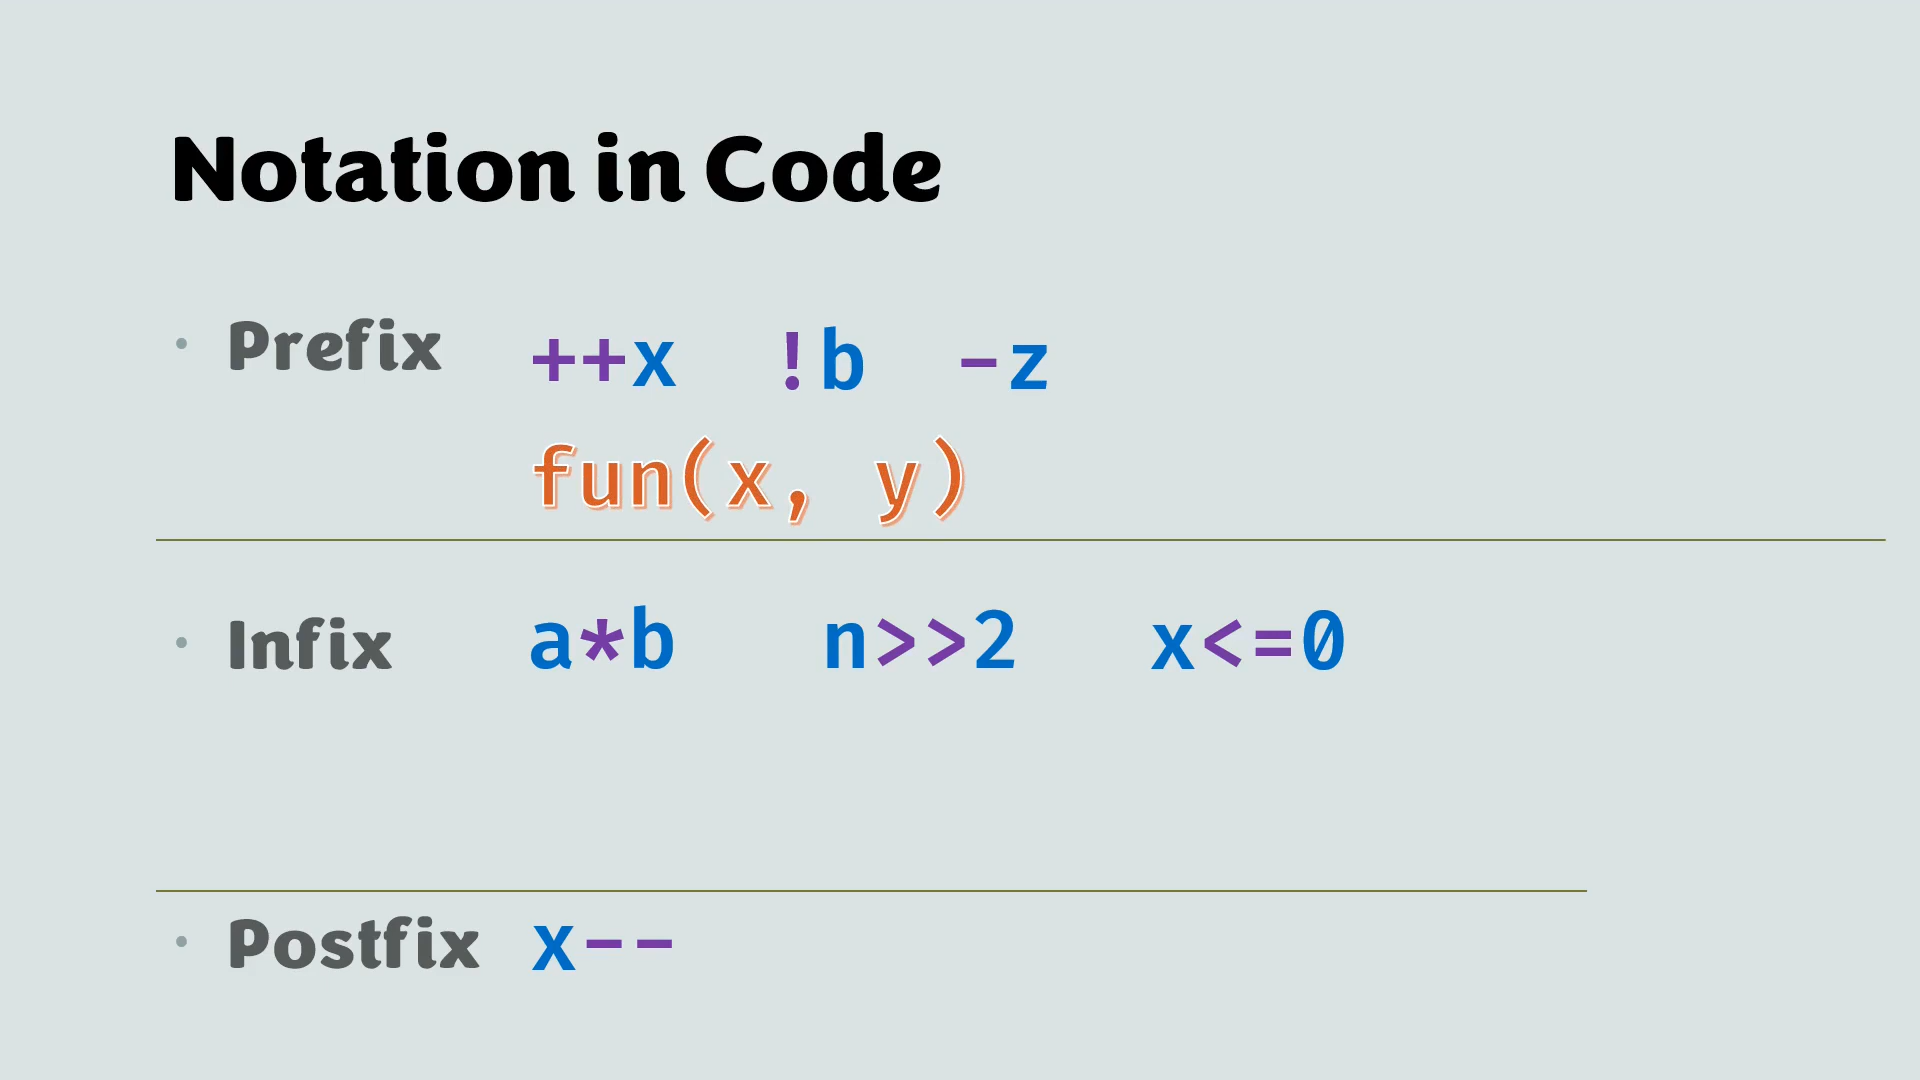 Notation in Code
• Prefix ++x !b -z
fun(x, y)
• Infix a*b n>>2 x<=0
• Postfix x--